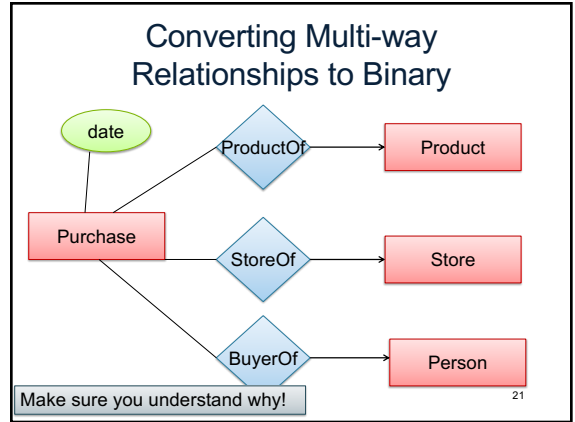 Converting Multi-way
Relationships to Binary
date
ProductOf
Product
Purchase
StoreOf
Store
BuyerOf
Person
Make sure you understand why!
21